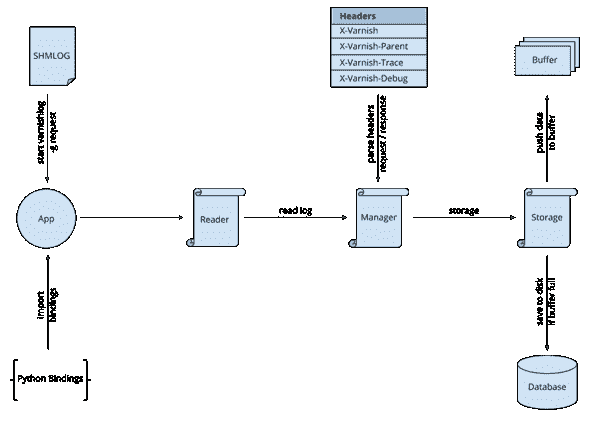 Headers
X-Varnish
X-Varnish-Parent
X-Varnish-Trace
X-Varnish-Debug
SHMLOG
Buffer
start varnishlog
-g request
parse headers
request / response
push data
to buffer
App
Reader
read log
Manager
storage
Storage
import
bindings
save to disk
if buffer full
Python Bindings
Database